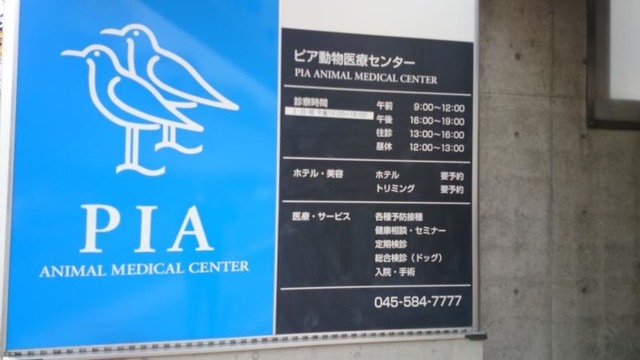 PIA
ANIMAL MEDICAL CENTER
ピア動物医療センター
PIA ANIMAL MEDICAL CENTER
診察時間 午前 9:00〜12:00
午後 16:00〜19:00
往診 13:00〜16:00
昼休 12:00〜13:00
ホテル・美容 ホテル 要予約
トリミング 要予約
医療・サービス 各種予防接種
健康相談・セミナー
定期検診
総合検診（ドッグ）
入院・手術
045-584-7777